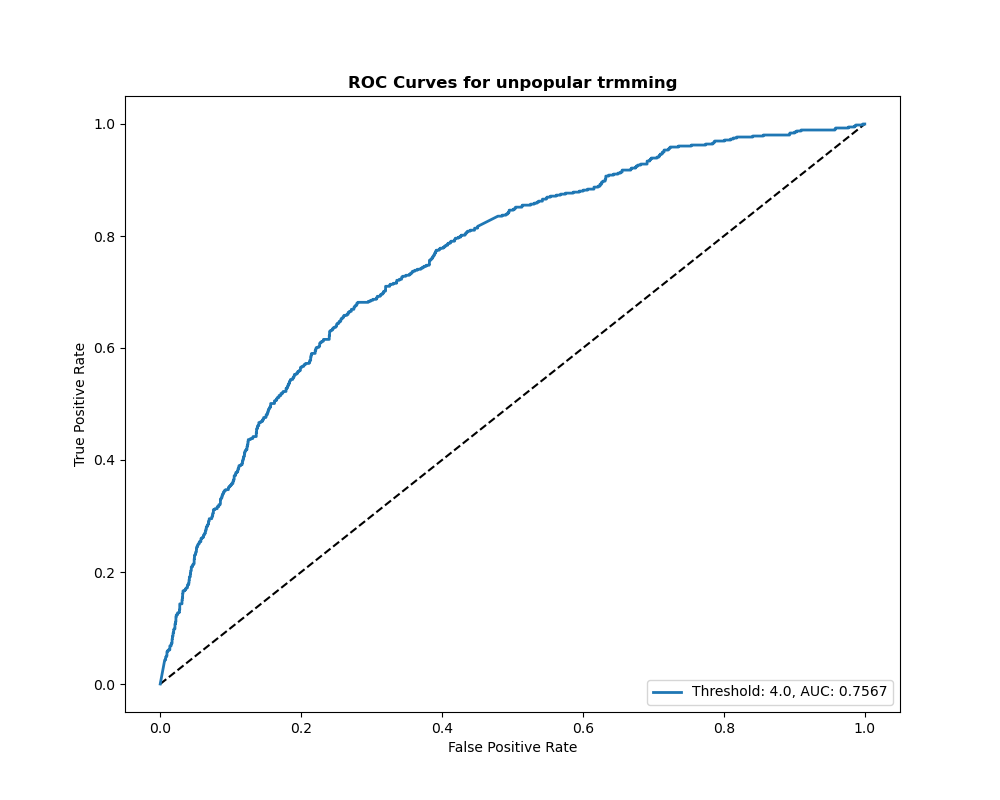 ROC Curves for unpopular trmming
1.0
0.8
0.6
0.4
0.2
0.0
True Positive Rate
0.0 0.2 0.4 0.6 0.8 1.0
False Positive Rate
Threshold: 4.0, AUC: 0.7567